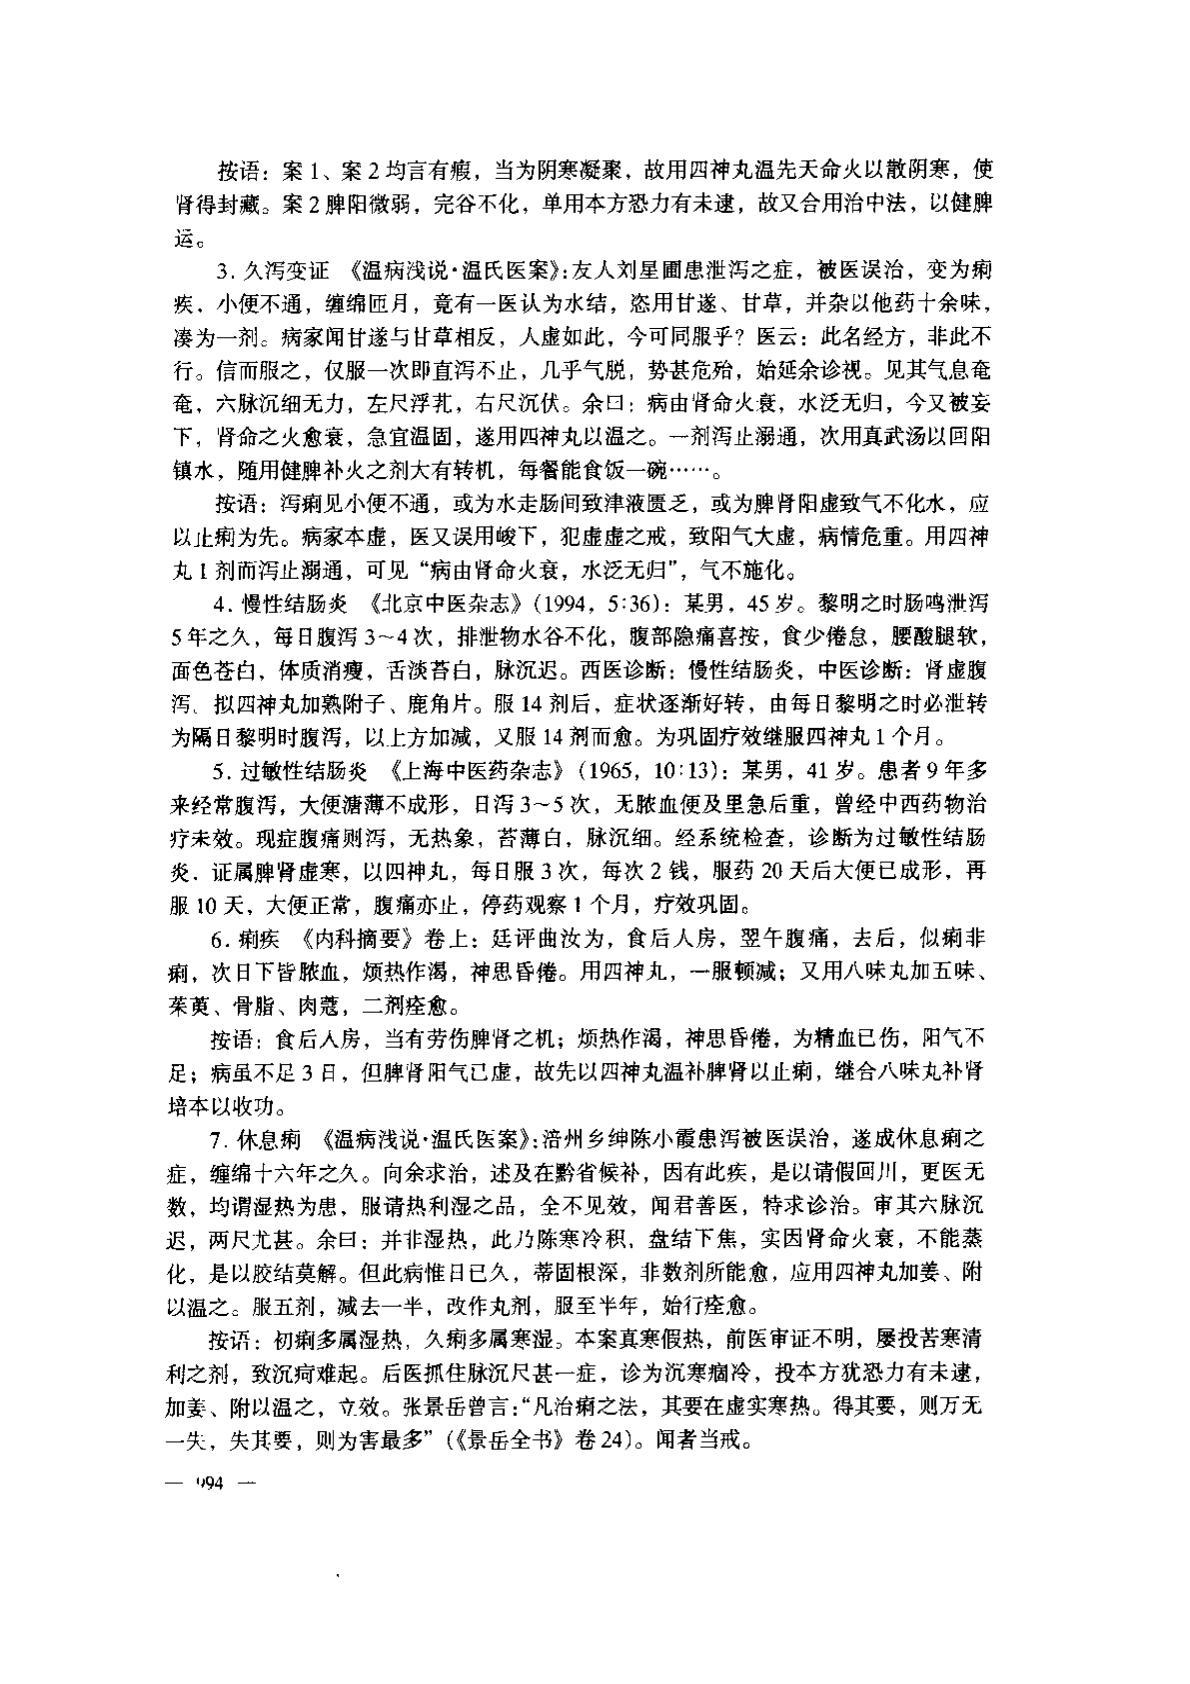 按语：案1、案2均言有瘕，当为阴寒凝聚，故用四神丸温先天命火以散阴寒，使
肾得封藏。案2脾阳微弱，完谷不化，单用本方恐力有未逮，故又合用治中法，以健脾
运。
3．久泻变证 《温病浅说·温氏医案》：友人刘星圃患泄泻之症，被医误治，变为痢
疾，小便不通，缠绵匝月，竟有一医认为水结，恣用甘遂、甘草，并杂以他药十余味，
凑为一剂。病家闻甘遂与甘草相反，人虚如此，今可同服乎？医云：此名经方，非此不
行。信而服之，仅服一次即直泻不止，几乎气脱，势甚危殆，始延余诊视。见其气息奄
奄，六脉沉细无力，左尺浮芤，右尺沉伏。余曰：病由肾命火衰，水泛无归，今又被妄
下，肾命之火愈衰，急宜温固，遂用四神丸以温之。一剂泻止溺通，次用真武汤以回阳
镇水，随用健脾补火之剂大有转机，每餐能食饭一碗……。
按语：泻痢见小便不通，或为水走肠间致津液匮乏，或为脾肾阳虚致气不化水，应
以止痢为先。病家本虚，医又误用峻下，犯虚虚之戒，致阳气大虚，病情危重。用四神
丸1剂而泻止溺通，可见“病由肾命火衰，水泛无归”，气不施化。
4．慢性结肠炎 《北京中医杂志》（1994，5∶36）：某男，45岁。黎明之时肠鸣泄泻
5年之久，每日腹泻3～4次，排泄物水谷不化，腹部隐痛喜按，食少倦怠，腰酸腿软，
面色苍白，体质消瘦，舌淡苔白，脉沉迟。西医诊断：慢性结肠炎，中医诊断：肾虚腹
泻、拟四神丸加熟附子、鹿角片。服14剂后，症状逐渐好转，由每日黎明之时必泄转
为隔日黎明时腹泻，以上方加减，又服14剂而愈。为巩固疗效继服四神丸1个月。
5．过敏性结肠炎 《上海中医药杂志》（1965，10∶13）：某男，41岁。患者9年多
来经常腹泻，大便溏薄不成形，日泻3～5次，无脓血便及里急后重，曾经中西药物治
疗未效。现症腹痛则泻，无热象，苔薄白，脉沉细。经系统检查，诊断为过敏性结肠
炎．证属脾肾虚寒，以四神丸，每日服3次，每次2钱，服药20天后大便已成形，再
服10天，大便正常，腹痛亦止，停药观察1个月，疗效巩固。
6．痢疾 《内科摘要》卷上：廷评曲汝为，食后人房，翌午腹痛，去后，似痢非
痢，次日下皆脓血，烦热作渴，神思昏倦。用四神丸，一服顿减；又用八味丸加五味、
茱萸、骨脂、肉蔻，二剂痊愈。
按语：食后人房，当有劳伤脾肾之机；烦热作渴，神思昏倦，为精血已伤，阳气不
足；病虽不足3日，但脾肾阳气已虚，故先以四神丸温补脾肾以止痢，继合八味丸补肾
培本以收功。
7．休息痢 《温病浅说·温氏医案》：涪州乡绅陈小霞患泻被医误治，遂成休息痢之
症，缠绵十六年之久。向余求治，述及在黔省候补，因有此疾，是以请假回川，更医无
数，均谓湿热为患，服请热利湿之品，全不见效，闻君善医，特求诊治。审其六脉沉
迟，两尺尤甚。余曰：并非湿热，此乃陈寒冷积，盘结下焦，实因肾命火衰，不能蒸
化，是以胶结莫解。但此病惟日已久，蒂固根深，非数剂所能愈，应用四神丸加姜、附
以温之。服五剂，减去一半，改作丸剂，服至半年，始行痊愈。
按语：初痢多属湿热，久痢多属寒湿。本案真寒假热，前医审证不明，屡投苦寒清
利之剂，致沉疴难起。后医抓住脉沉尺甚一症，诊为沉寒痼冷，投本方犹恐力有未逮，
加姜、附以温之，立效。张景岳曾言：“凡治痢之法，其要在虚实寒热。得其要，则万无
一失，失其要，则为害最多”（《景岳全书》卷24）。闻者当戒。
— 994 —